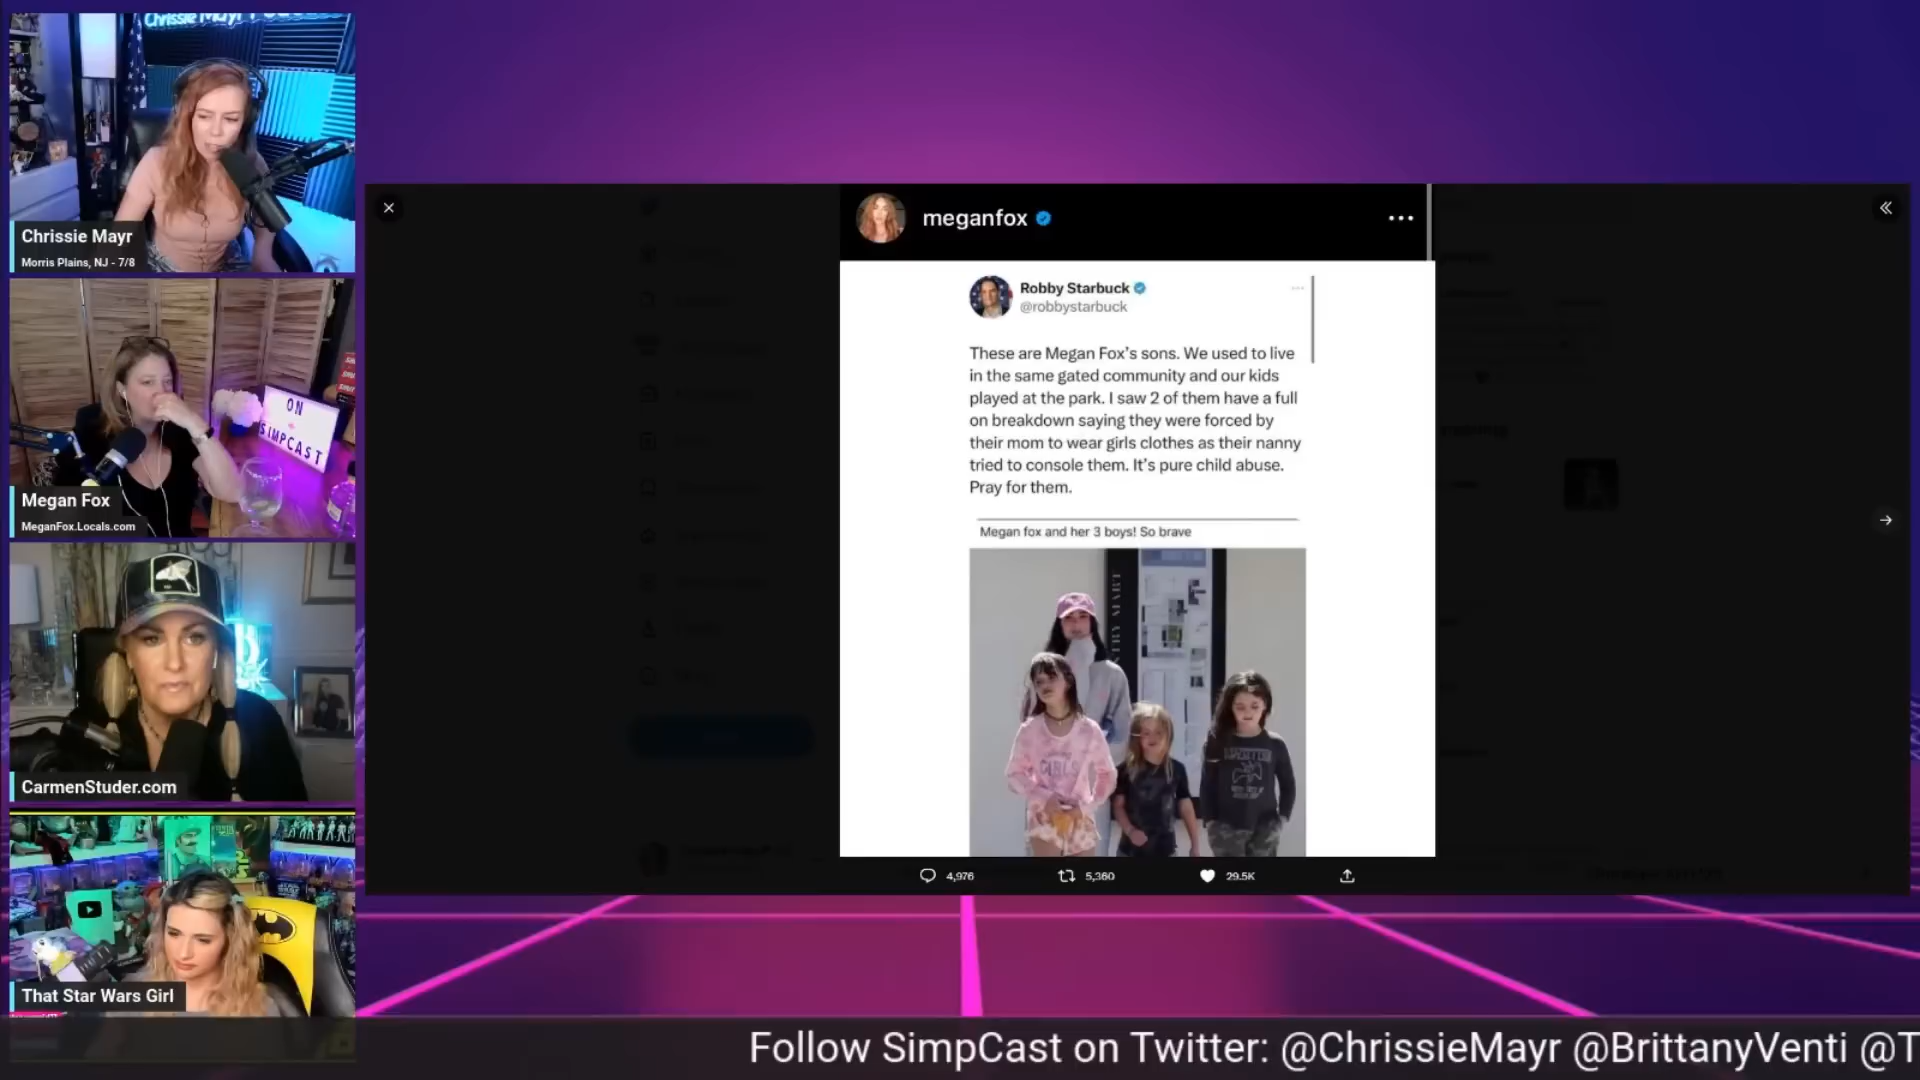 Chrissie Mayr
Morris Plains, NJ - 7/8
ON
SIMPCAST
Megan Fox
MeganFox.Locals.com
CarmenStuder.com
That Star Wars Girl
meganfox
Robby Starbuck
@robbystarbuck
These are Megan Fox's sons. We used to live
in the same gated community and our kids
played at the park. I saw 2 of them have a full
on breakdown saying they were forced by
their mom to wear girls clothes as their nanny
tried to console them. It's pure child abuse.
Pray for them.
Megan fox and her 3 boys! So brave
GIRLS
4,976
5,360
29.5K
Follow SimpCast on Twitter: @ChrissieMayr @BrittanyVenti @T